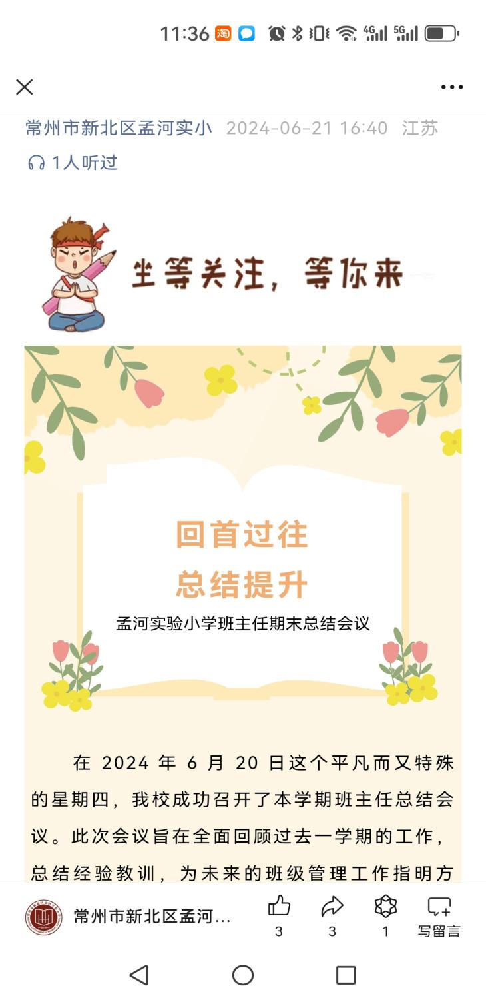 11:36 淘 4G 5G
常州市新北区孟河实小 2024-06-21 16:40 江苏
1人听过
坐等关注，等你来
回首过往
总结提升
孟河实验小学班主任期末总结会议
在 2024 年 6 月 20 日这个平凡而又特殊
的星期四，我校成功召开了本学期班主任总结会
议。此次会议旨在全面回顾过去一学期的工作，
总结经验教训，为未来的班级管理工作指明方
常州市新北区孟河...
3 3 1 写留言